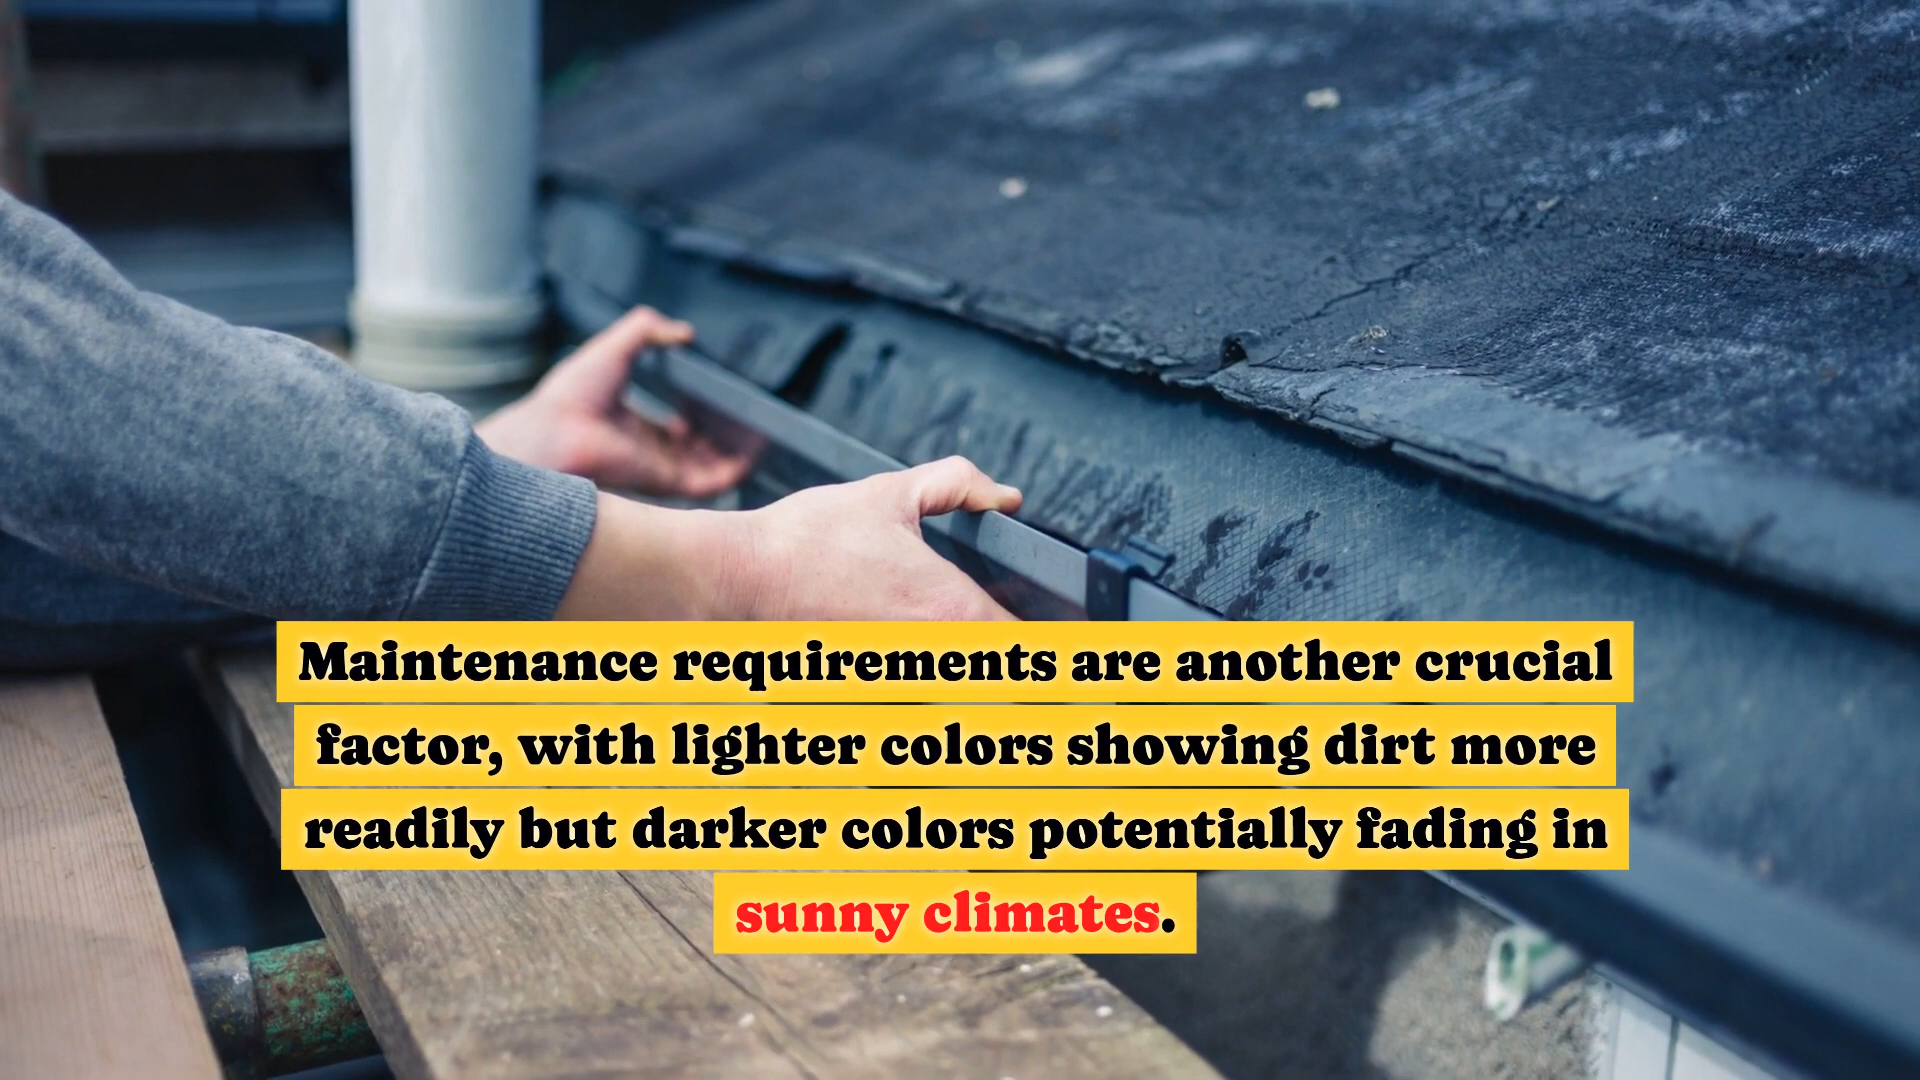 Maintenance requirements are another crucial
factor, with lighter colors showing dirt more
readily but darker colors potentially fading in
sunny climates.